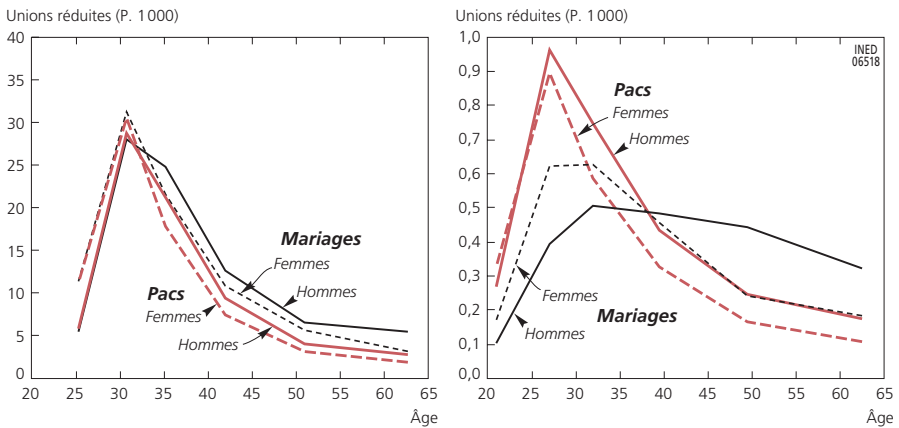 Unions réduites (P. 1 000)
40
35
30
25
20
15
10
5
0
20 25 30 35 40 45 50 55 60 65
Âge
Mariages
Femmes
Hommes
Pacs
Femmes
Hommes
Unions réduites (P. 1 000)
1,0
0,9
0,8
0,7
0,6
0,5
0,4
0,3
0,2
0,1
0,0
20 25 30 35 40 45 50 55 60 65
Âge
INED
06518
Pacs
Femmes
Hommes
Femmes
Mariages
Hommes